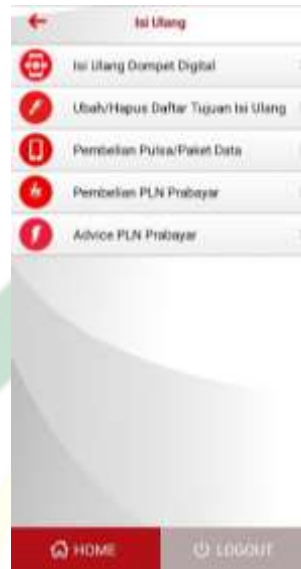 Isi Ulang
Isi Ulang Dompet Digital
Ubah/Hapus Daftar Tujuan Isi Ulang
Pembelian Pulsa/Paket Data
Pembelian PLN Prabayar
Advice PLN Prabayar
HOME
LOGOUT